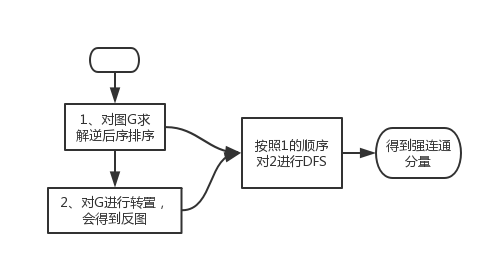 1、对图G求
解逆后序排序
2、对G进行转置，
会得到反图
按照1的顺序
对2进行DFS
得到强连通
分量